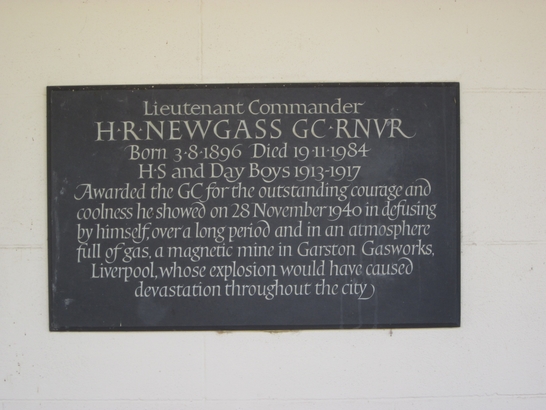 Lieutenant Commander
H·R·NEWGASS GC·RNVR
Born 3·8·1896 Died 19·11·1984
H·S and Day Boys 1913-1917
Awarded the GC for the outstanding courage and
coolness he showed on 28 November 1940 in defusing
by himself, over a long period and in an atmosphere
full of gas, a magnetic mine in Garston Gasworks,
Liverpool, whose explosion would have caused
devastation throughout the city